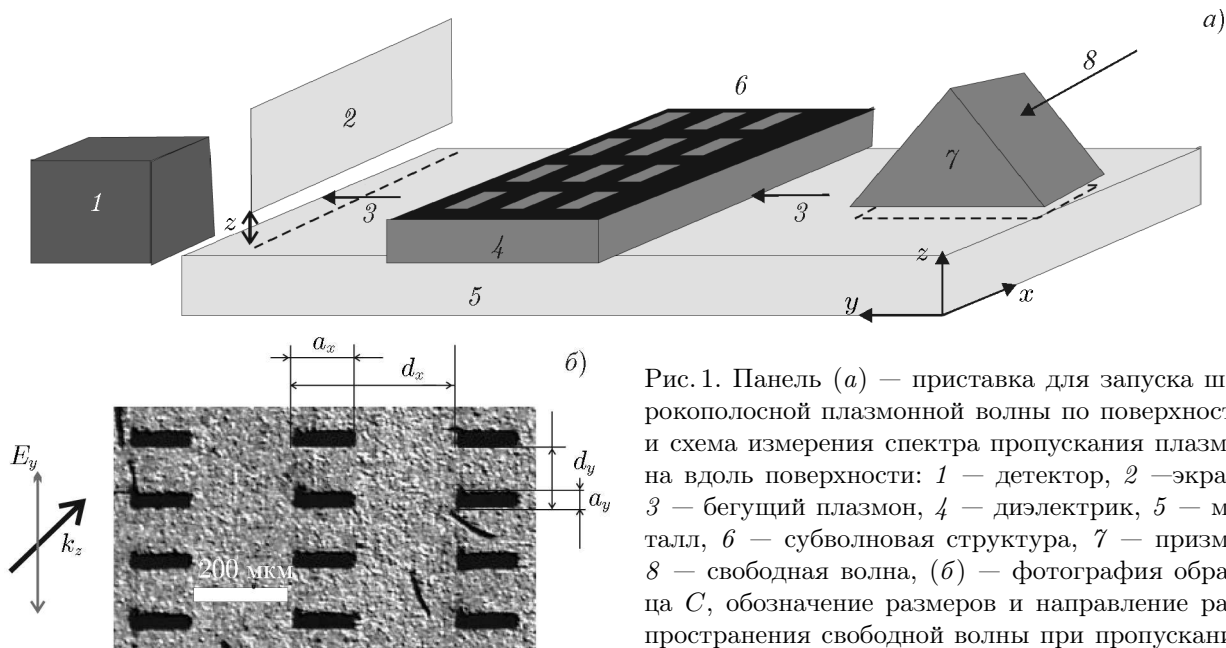 а)
8
6
2
7
1
3
3
z
4
z
5
y
x
a_x
б)
d_x
E_y
d_y
a_y
k_z
200 мкм
Рис. 1. Панель (а) — приставка для запуска ши
рокополосной плазмонной волны по поверхност
и схема измерения спектра пропускания плазм
на вдоль поверхности: 1 — детектор, 2 —экра
3 — бегущий плазмон, 4 — диэлектрик, 5 — м
талл, 6 — субволновая структура, 7 — призм
8 — свободная волна, (б) — фотография обра
ца C, обозначение размеров и направление ра
пространения свободной волны при пропускани